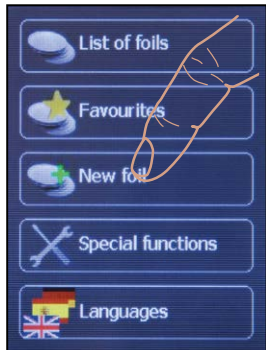 List of foils
Favourites
New foil
Special functions
Languages